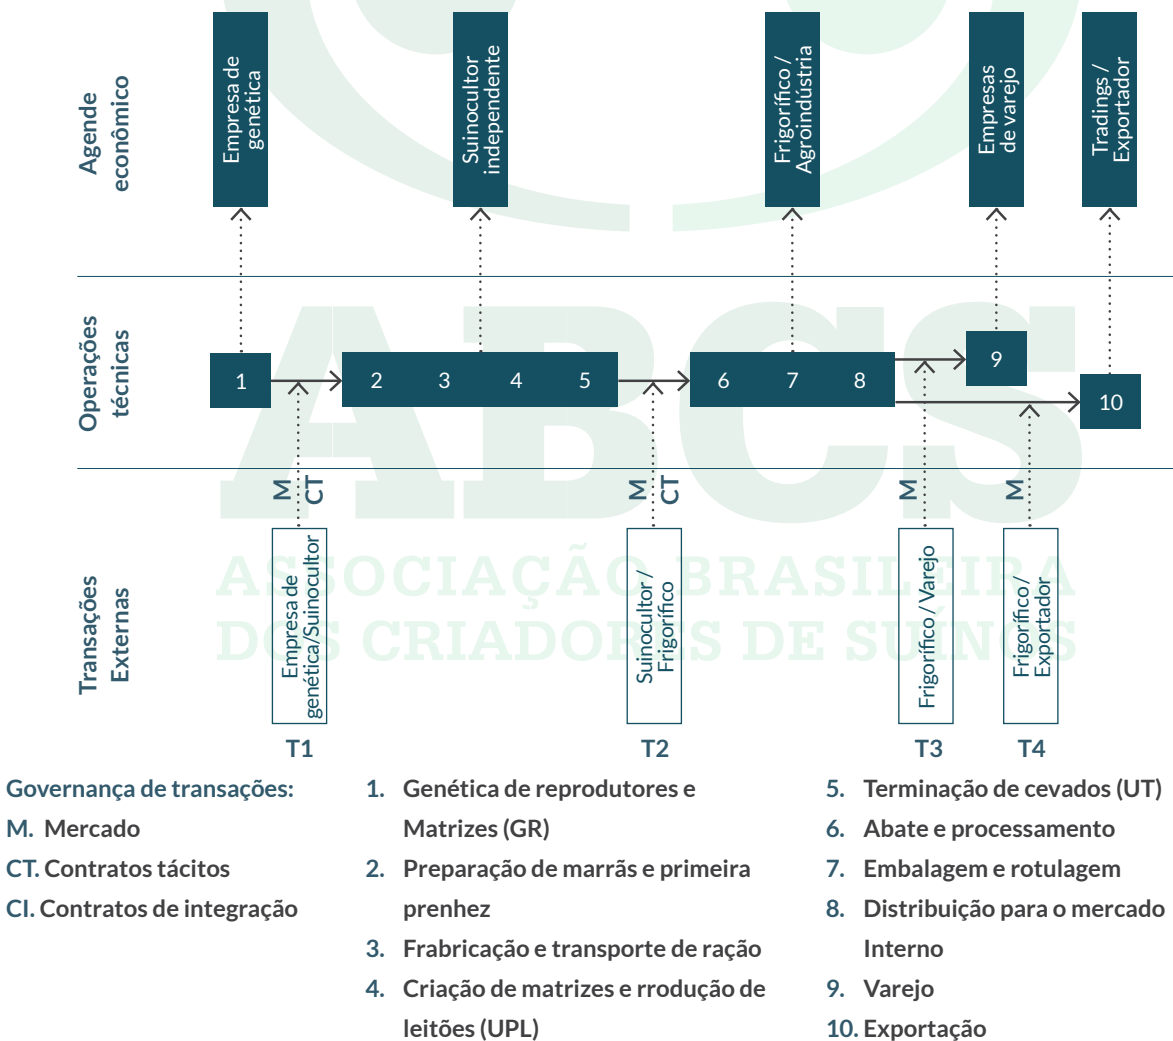 Agende
econômico
Empresa de
genética
Suinocultor
independente
Frigorífico /
Agroindústria
Empresas
de varejo
Tradings /
Exportador
Operações
técnicas
1
2
3
4
5
6
7
8
9
10
ABCS
ASSOCIAÇÃO BRASILEIRA
DOS CRIADORES DE SUÍNOS
Transações
Externas
M
CT
M
CT
M
M
Empresa de
genética/Suinocultor
Suinocultor /
Frigorífico
Frigorífico / Varejo
Frigorífico/
Exportador
T1
T2
T3
T4
Governança de transações:
M. Mercado
CT. Contratos tácitos
CI. Contratos de integração
1. Genética de reprodutores e
Matrizes (GR)
2. Preparação de marrãs e primeira
prenhez
3. Frabricação e transporte de ração
4. Criação de matrizes e rrodução de
leitões (UPL)
5. Terminação de cevados (UT)
6. Abate e processamento
7. Embalagem e rotulagem
8. Distribuição para o mercado
Interno
9. Varejo
10. Exportação